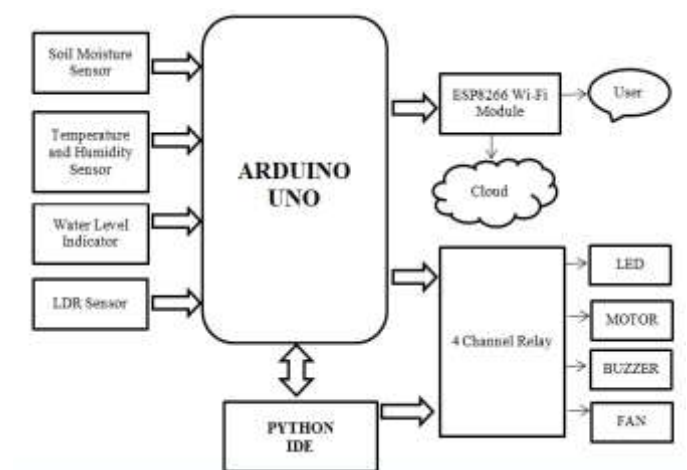 Soil Moisture
Sensor
Temperature
and Humidity
Sensor
Water Level
Indicator
LDR Sensor
ARDUINO
UNO
PYTHON
IDE
ESP8266 Wi-Fi
Module
User
Cloud
4 Channel Relay
LED
MOTOR
BUZZER
FAN